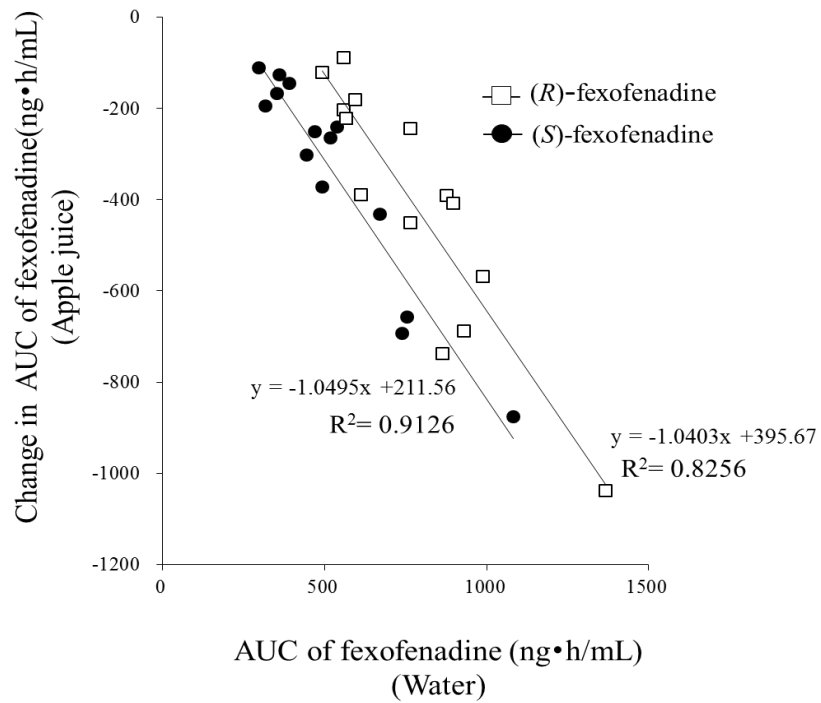 Change in AUC of fexofenadine(ng•h/mL)
(Apple juice)
0
-200
-400
-600
-800
-1000
-1200
(R)-fexofenadine
(S)-fexofenadine
y = -1.0495x +211.56
R²= 0.9126
y = -1.0403x +395.67
R²= 0.8256
0 500 1000 1500
AUC of fexofenadine (ng•h/mL)
(Water)